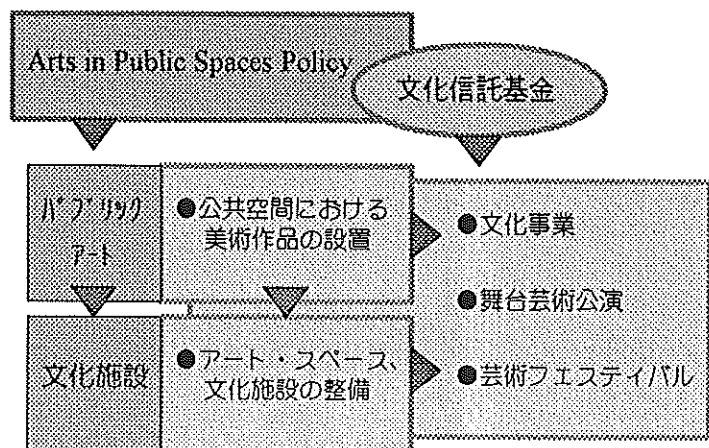 Arts in Public Spaces Policy
文化信託基金
パブリック
アート
●公共空間における
美術作品の設置
●文化事業
●舞台芸術公演
●芸術フェスティバル
文化施設
●アート・スペース、
文化施設の整備